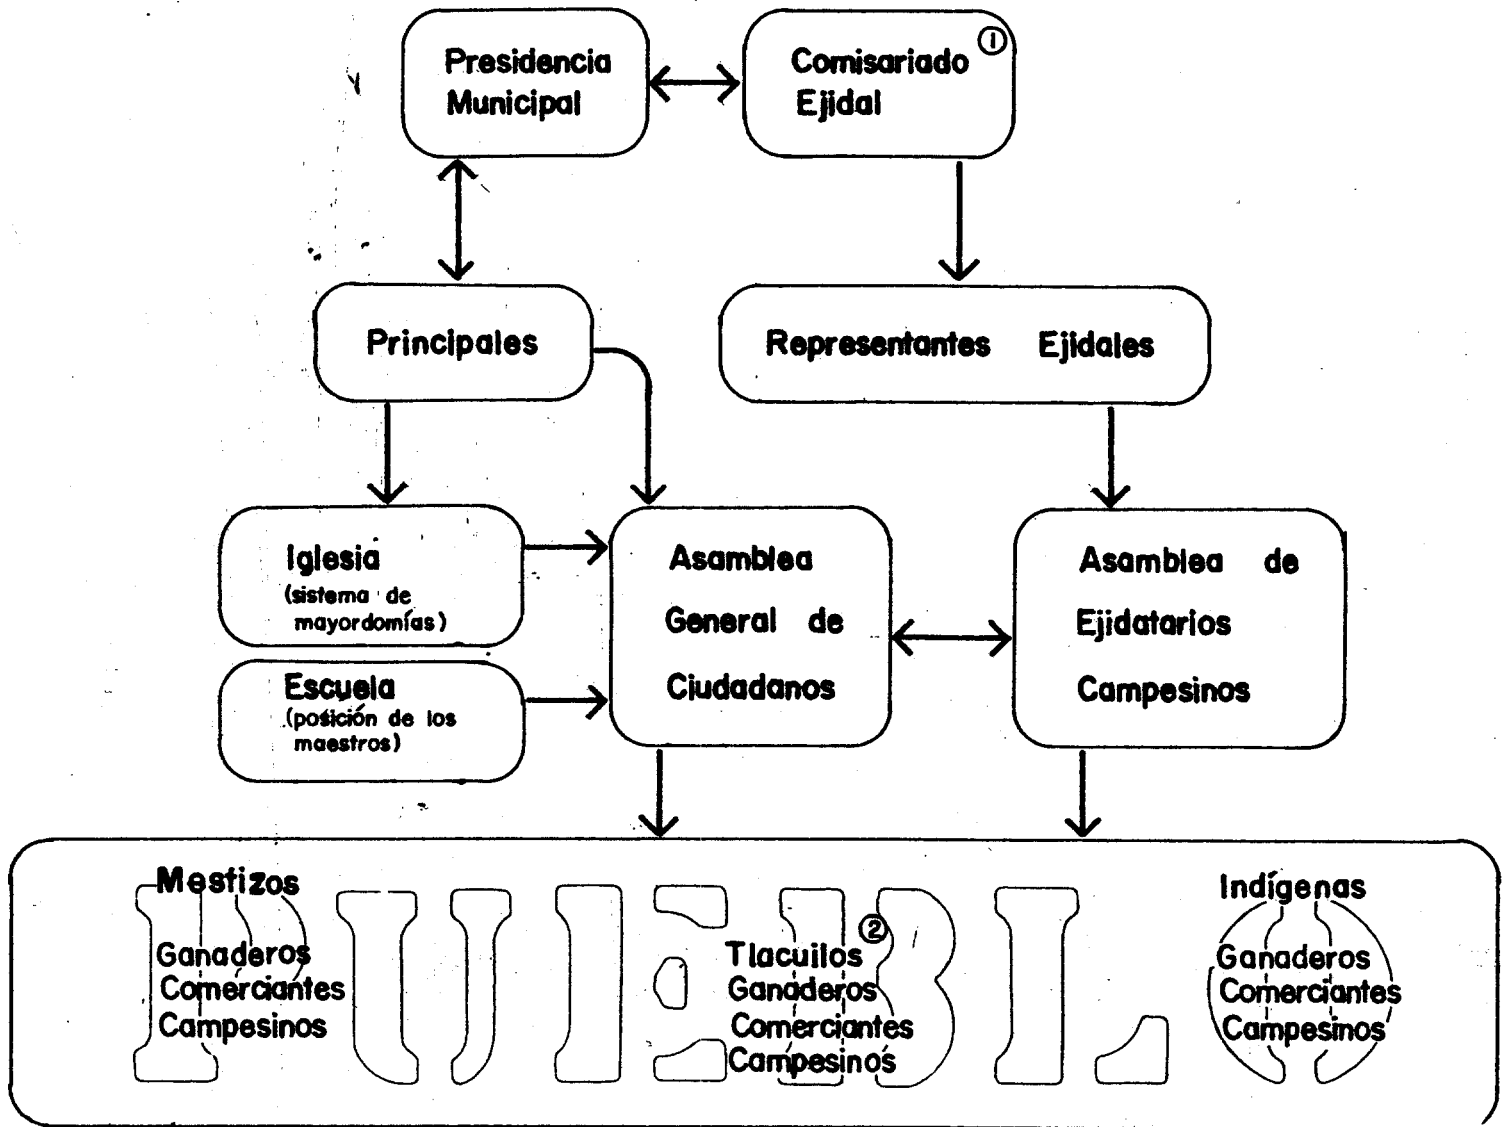 Presidencia
Municipal
Comisariado ①
Ejidal
Principales
Representantes Ejidales
Iglesia
(sistema de
mayordomías)
Asamblea
General de
Ciudadanos
Asamblea de
Ejidatarios
Campesinos
Escuela
(posición de los
maestros)
PUEBLO
Mestizos
Ganaderos
Comerciantes
Campesinos
Tlacuilos ②
Ganaderos
Comerciantes
Campesinos
Indígenas
Ganaderos
Comerciantes
Campesinos